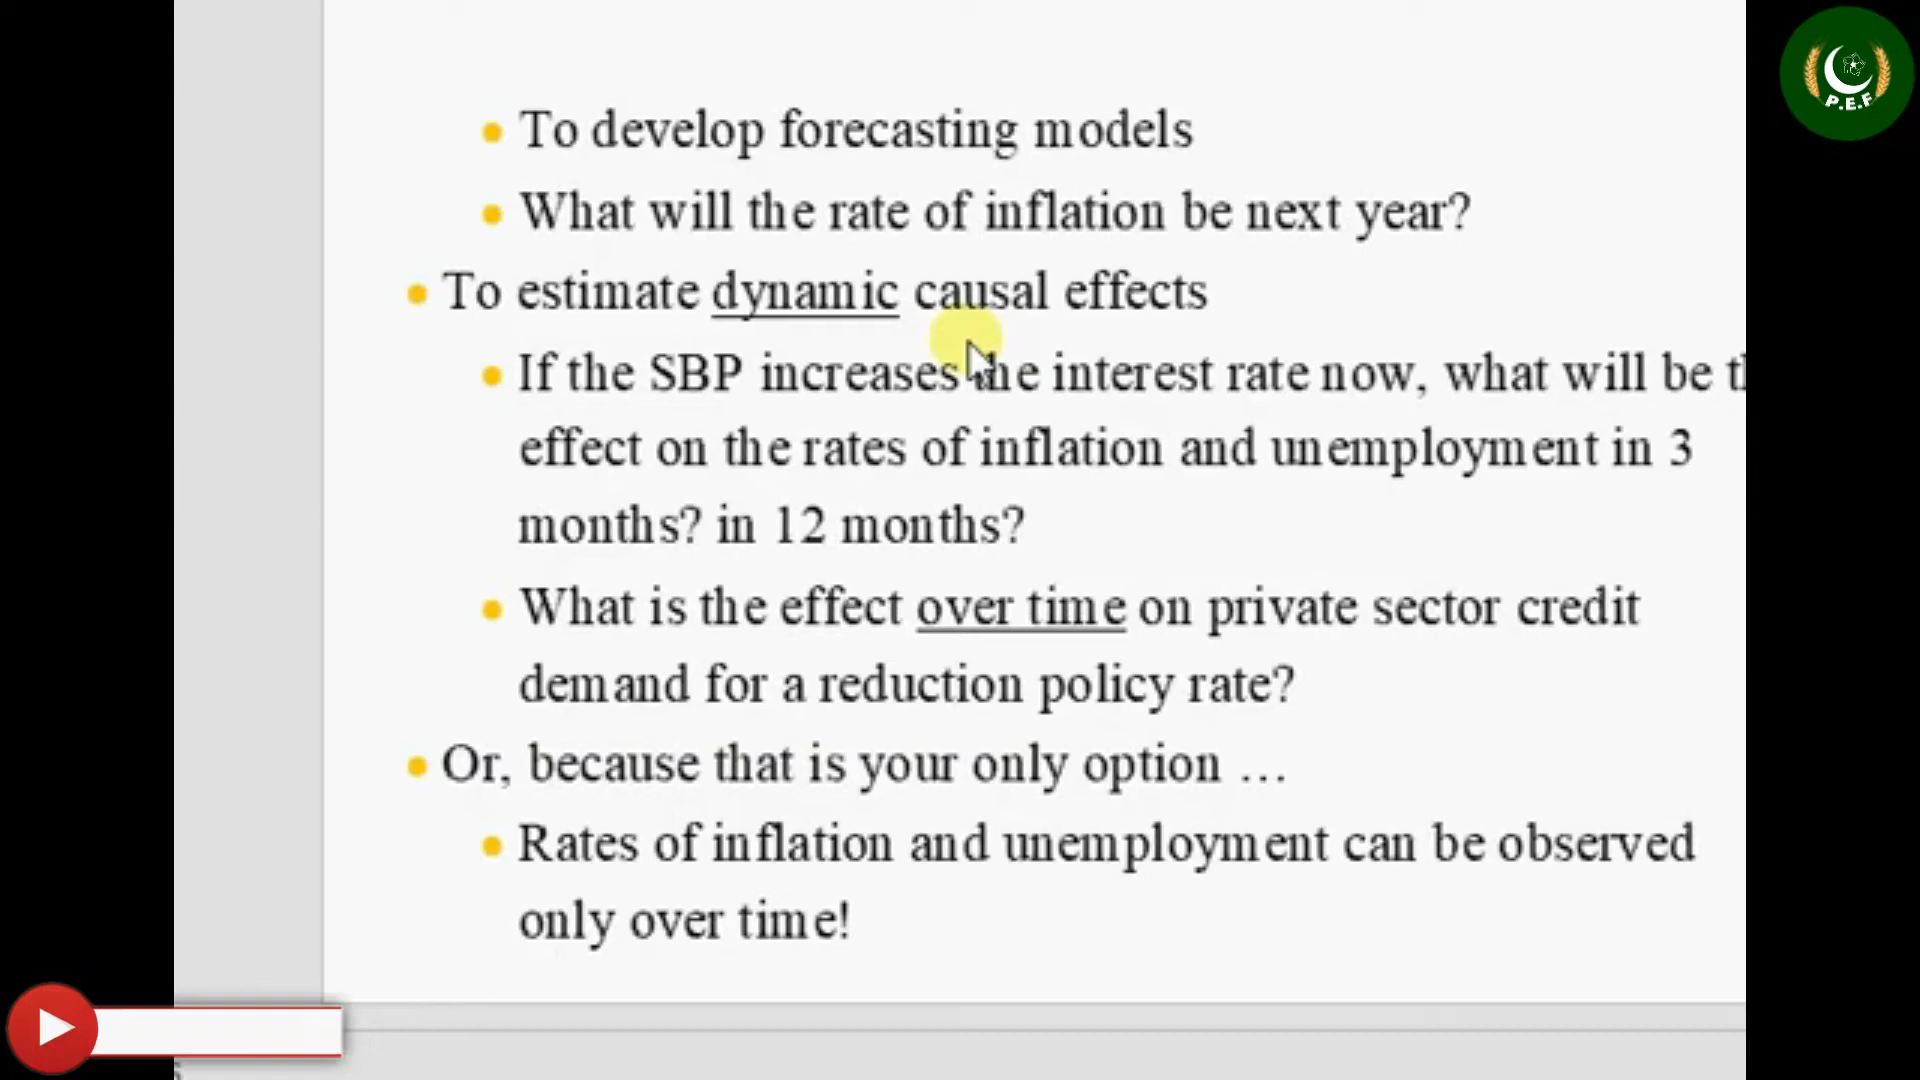 P.E.F
To develop forecasting models
What will the rate of inflation be next year?
To estimate dynamic causal effects
If the SBP increases the interest rate now, what will be
effect on the rates of inflation and unemployment in 3
months? in 12 months?
What is the effect over time on private sector credit
demand for a reduction policy rate?
Or, because that is your only option ...
Rates of inflation and unemployment can be observed
only over time!